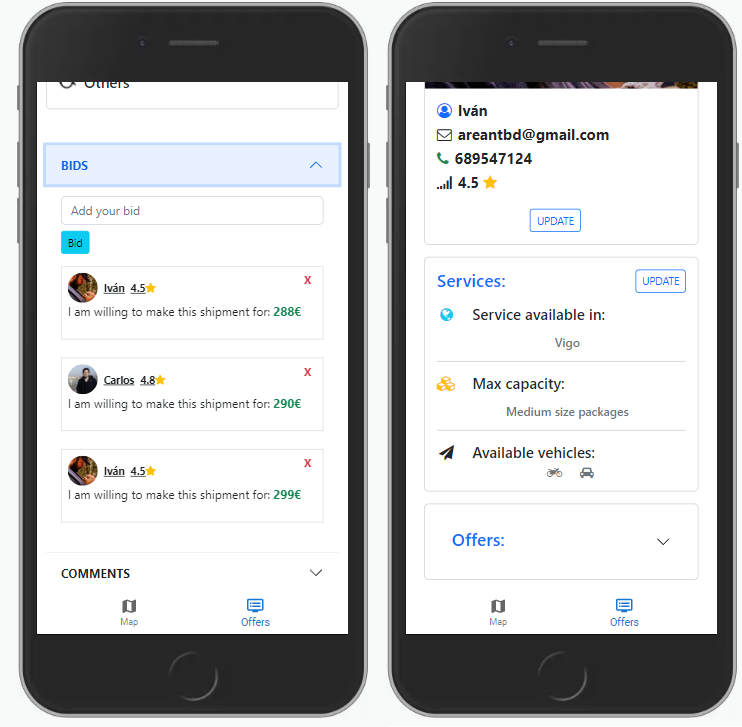 Others
BIDS
Add your bid
Bid
Iván 4.5
X
I am willing to make this shipment for: 288€
Carlos 4.8
X
I am willing to make this shipment for: 290€
Iván 4.5
X
I am willing to make this shipment for: 299€
COMMENTS
Map
Offers
Iván
areantbd@gmail.com
689547124
4.5
UPDATE
Services:
UPDATE
Service available in:
Vigo
Max capacity:
Medium size packages
Available vehicles:
Offers:
Map
Offers